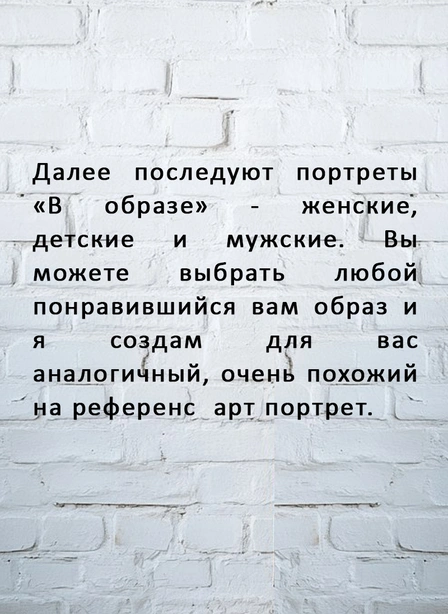 Далее последуют портреты
«В образе» - женские,
детские и мужские. Вы
можете выбрать любой
понравившийся вам образ и
я создам для вас
аналогичный, очень похожий
на референс арт портрет.